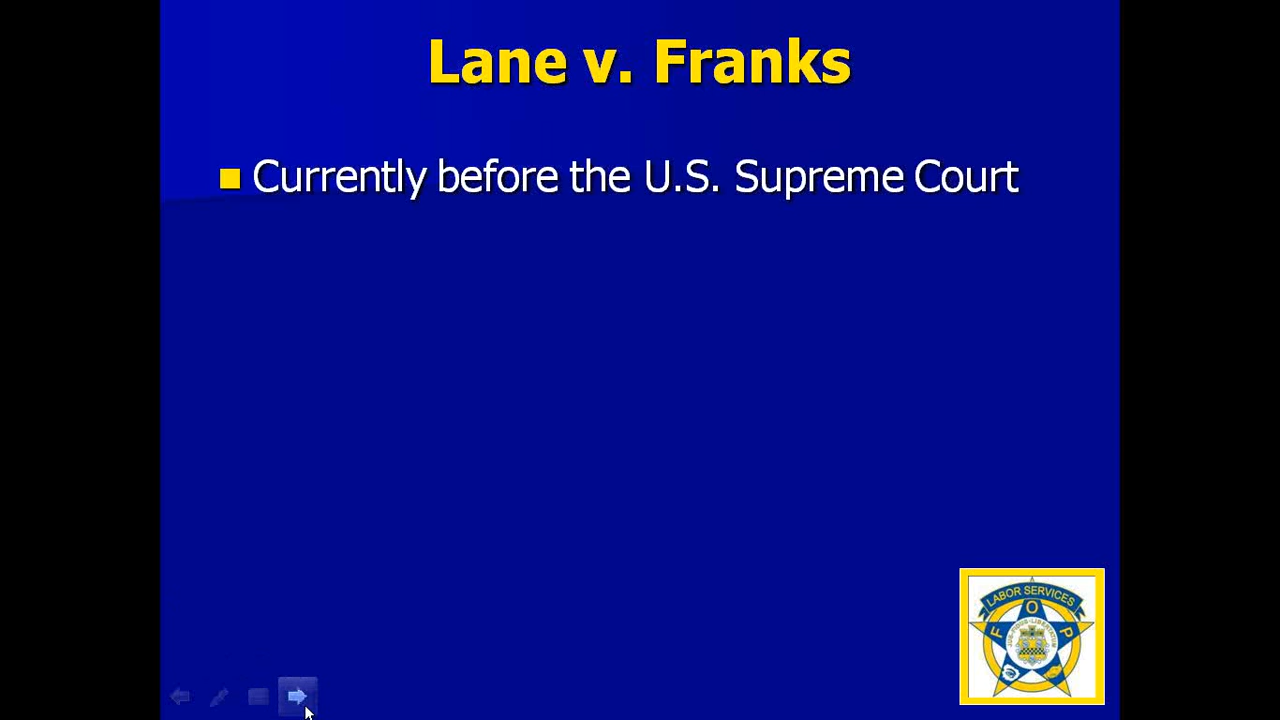 Lane v. Franks
Currently before the U.S. Supreme Court
LABOR SERVICES
F O P